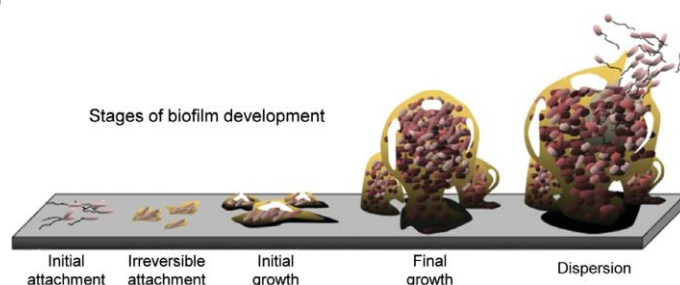 Stages of biofilm development
Initial
attachment
Irreversible
attachment
Initial
growth
Final
growth
Dispersion